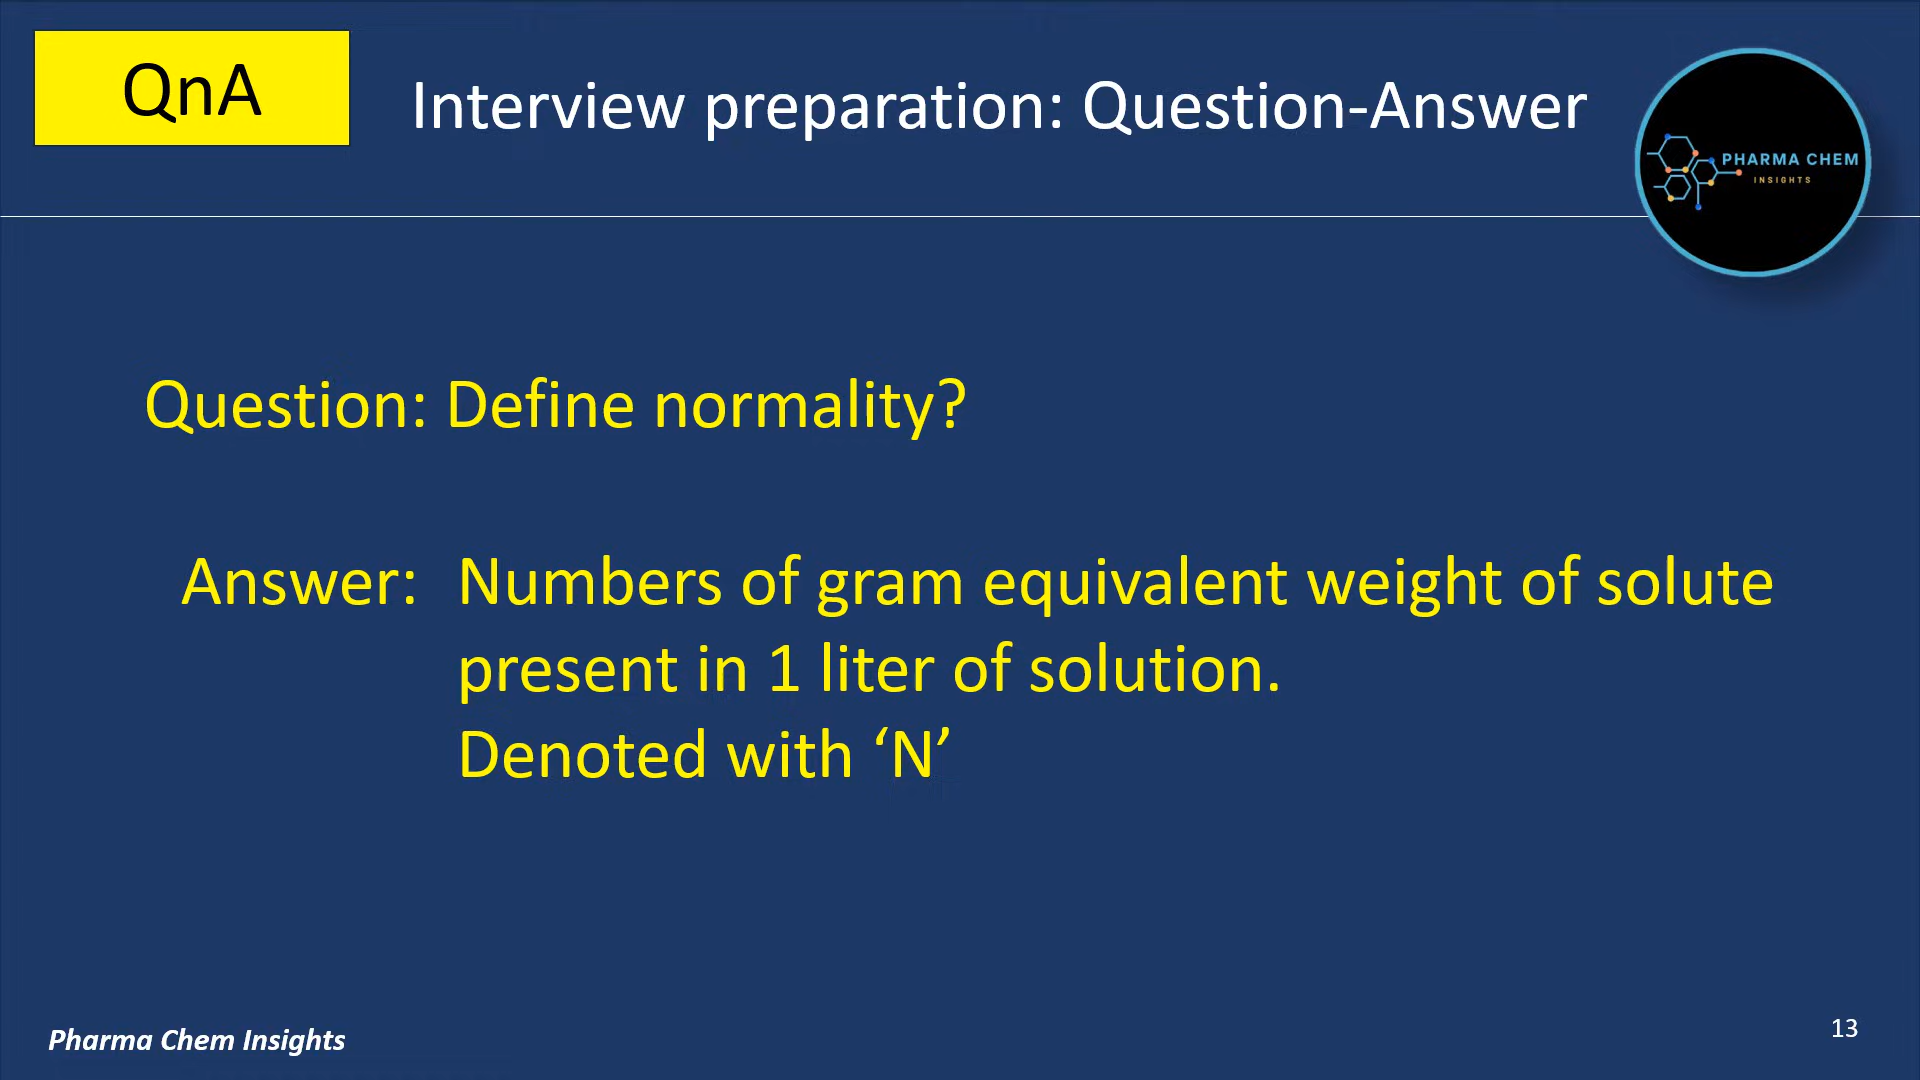 QnA
Interview preparation: Question-Answer
PHARMA CHEM
INSIGHTS
Question: Define normality?
Answer: Numbers of gram equivalent weight of solute
present in 1 liter of solution.
Denoted with ‘N’
Pharma Chem Insights
13